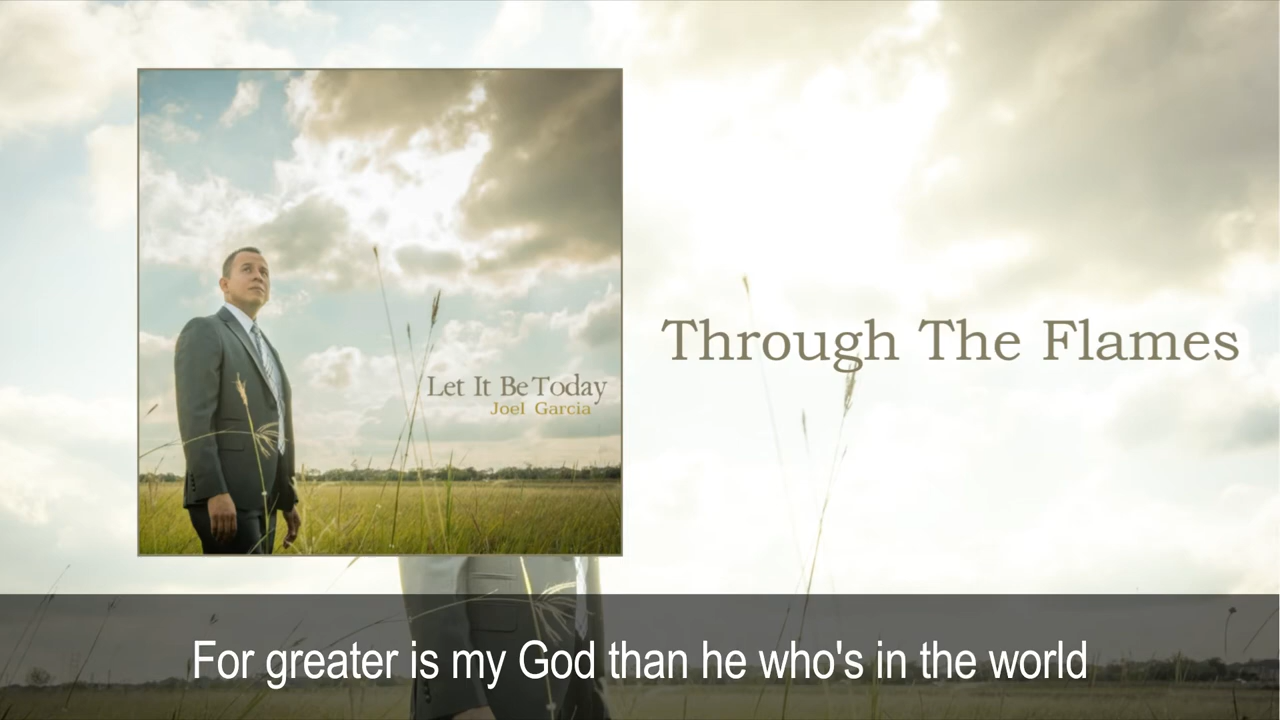 Let It Be Today
Joel Garcia
Through The Flames
For greater is my God than he who's in the world